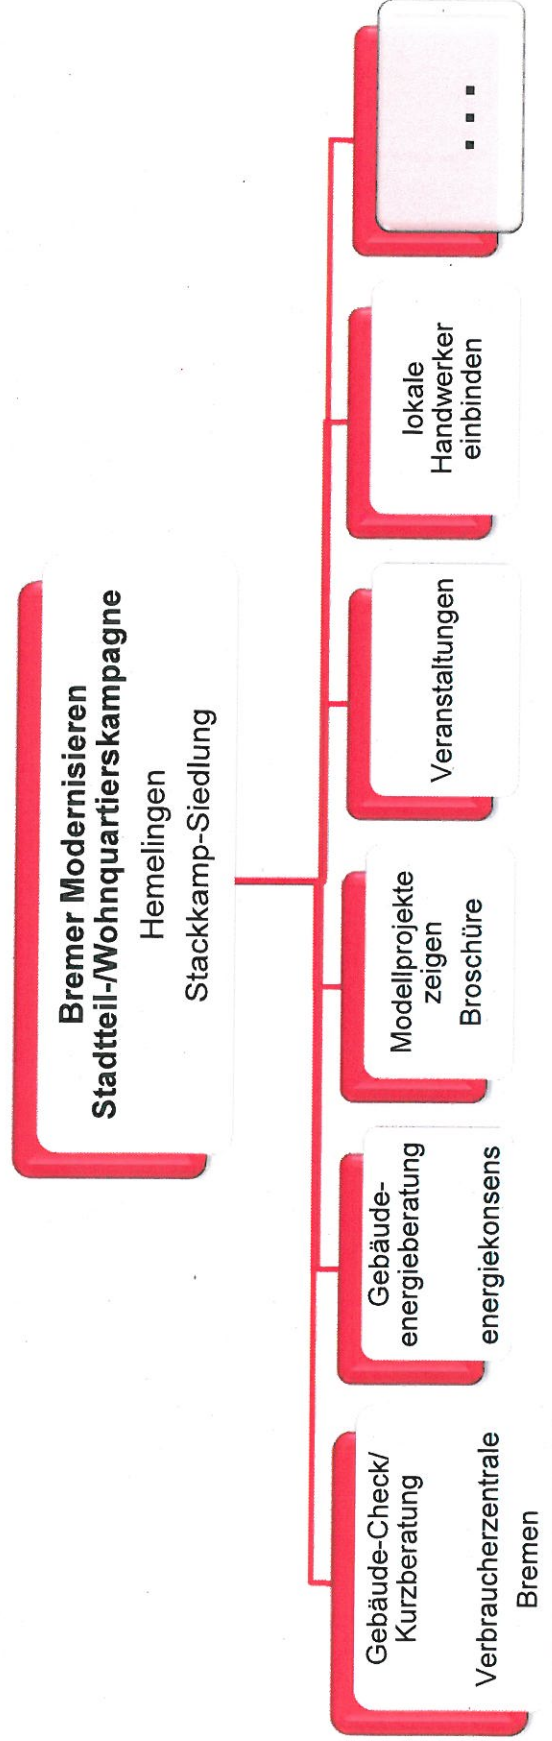 Bremer Modernisieren
Stadtteil-/Wohnquartierskampagne
Hemelingen
Stackkamp-Siedlung
Gebäude-Check/
Kurzberatung
Verbraucherzentrale
Bremen
Gebäude-
energieberatung
energiekonsens
Modellprojekte
zeigen
Broschüre
Veranstaltungen
lokale
Handwerker
einbinden
...